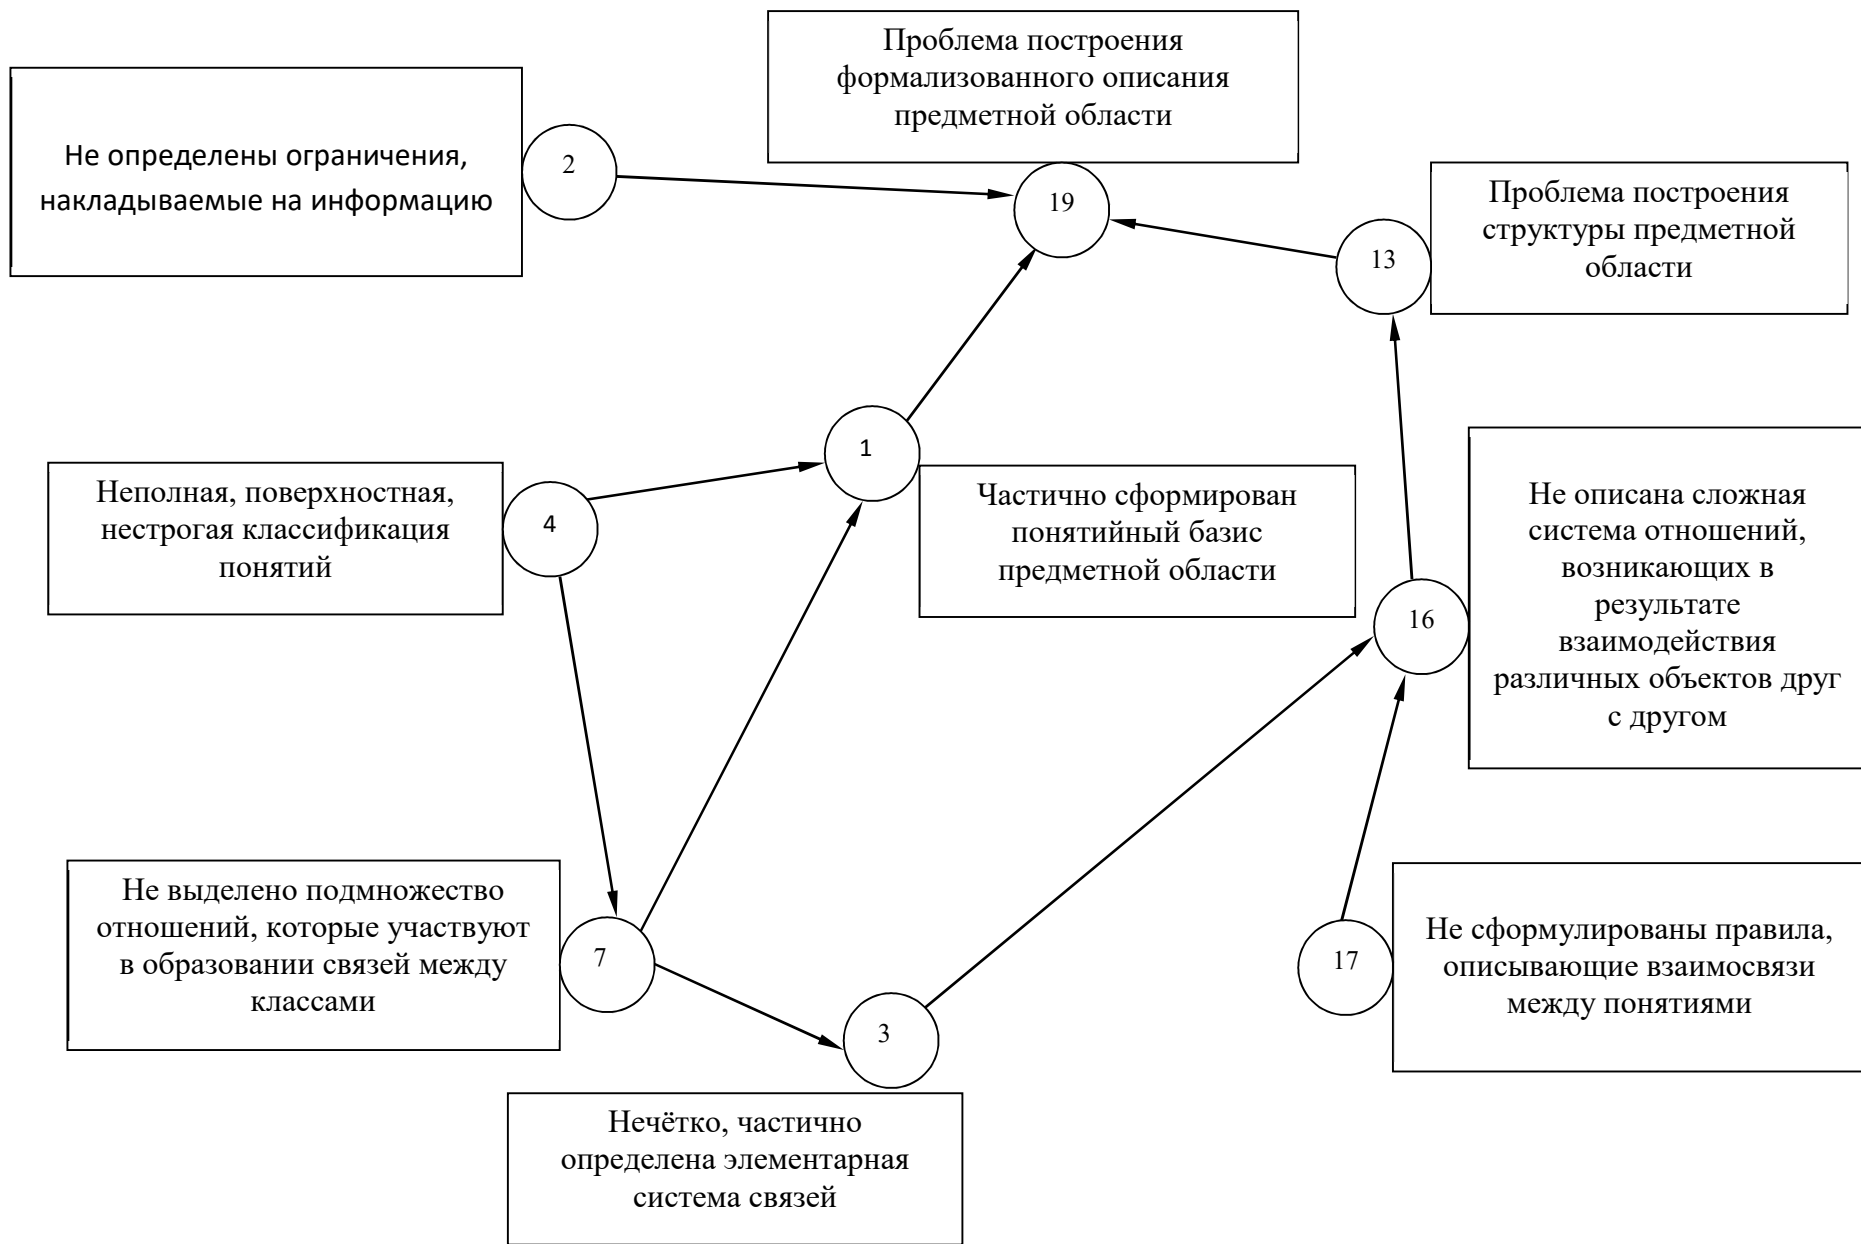 Проблема построения
формализованного описания
предметной области
Не определены ограничения,
накладываемые на информацию
2
19
Проблема построения
структуры предметной
области
13
1
Неполная, поверхностная,
нестрогая классификация
понятий
4
Частично сформирован
понятийный базис
предметной области
Не описана сложная
система отношений,
возникающих в
результате
взаимодействия
различных объектов друг
с другом
16
Не выделено подмножество
отношений, которые участвуют
в образовании связей между
классами
7
3
17
Не сформулированы правила,
описывающие взаимосвязи
между понятиями
Нечётко, частично
определена элементарная
система связей